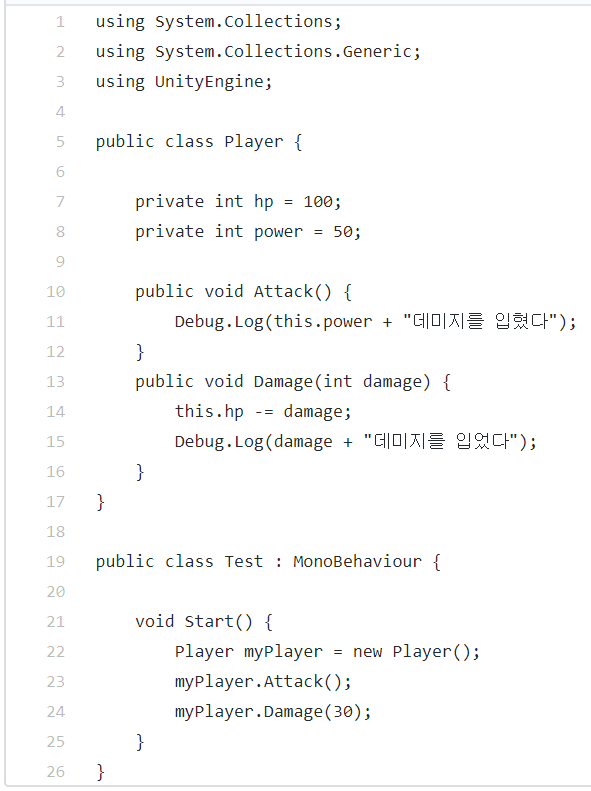 1 using System.Collections;
2 using System.Collections.Generic;
3 using UnityEngine;
4
5 public class Player {
6
7     private int hp = 100;
8     private int power = 50;
9
10     public void Attack() {
11         Debug.Log(this.power + "데미지를 입혔다");
12     }
13     public void Damage(int damage) {
14         this.hp -= damage;
15         Debug.Log(damage + "데미지를 입었다");
16     }
17 }
18
19 public class Test : MonoBehaviour {
20
21     void Start() {
22         Player myPlayer = new Player();
23         myPlayer.Attack();
24         myPlayer.Damage(30);
25     }
26 }